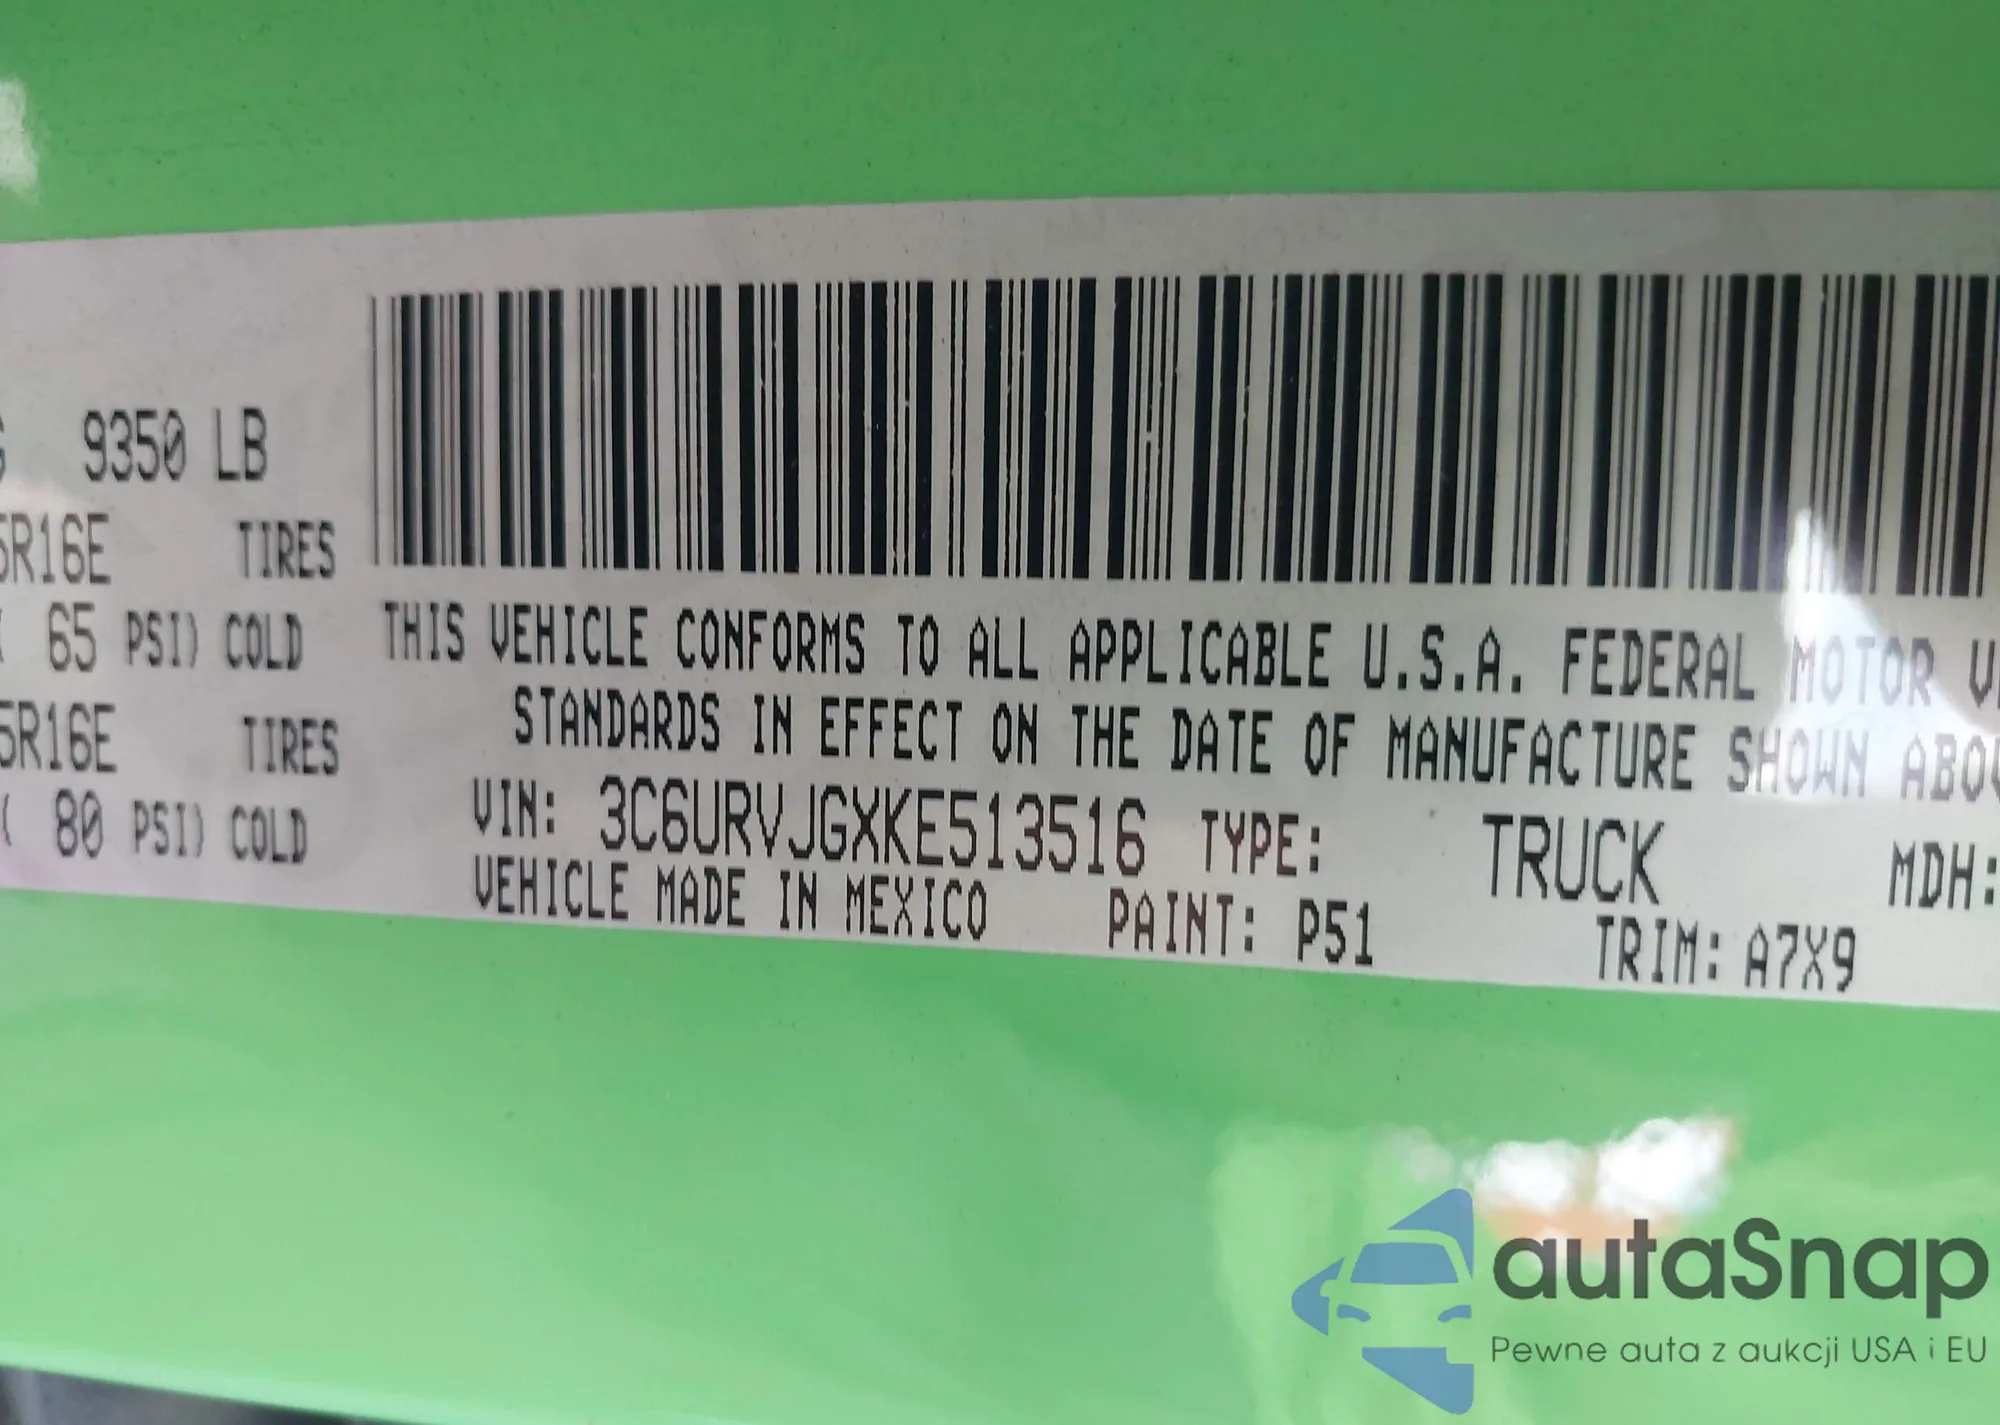 9350 LB
5R16E TIRES
65 PSI) COLD
5R16E TIRES
( 80 PSI) COLD
THIS VEHICLE CONFORMS TO ALL APPLICABLE U.S.A. FEDERAL MOTOR
STANDARDS IN EFFECT ON THE DATE OF MANUFACTURE SHOWN
VIN: 3C6URVJGXKE513516 TYPE: TRUCK MDH:
VEHICLE MADE IN MEXICO PAINT: P51 TRIM: A7X9
autaSnap
Pewne auta z aukcji USA i EU